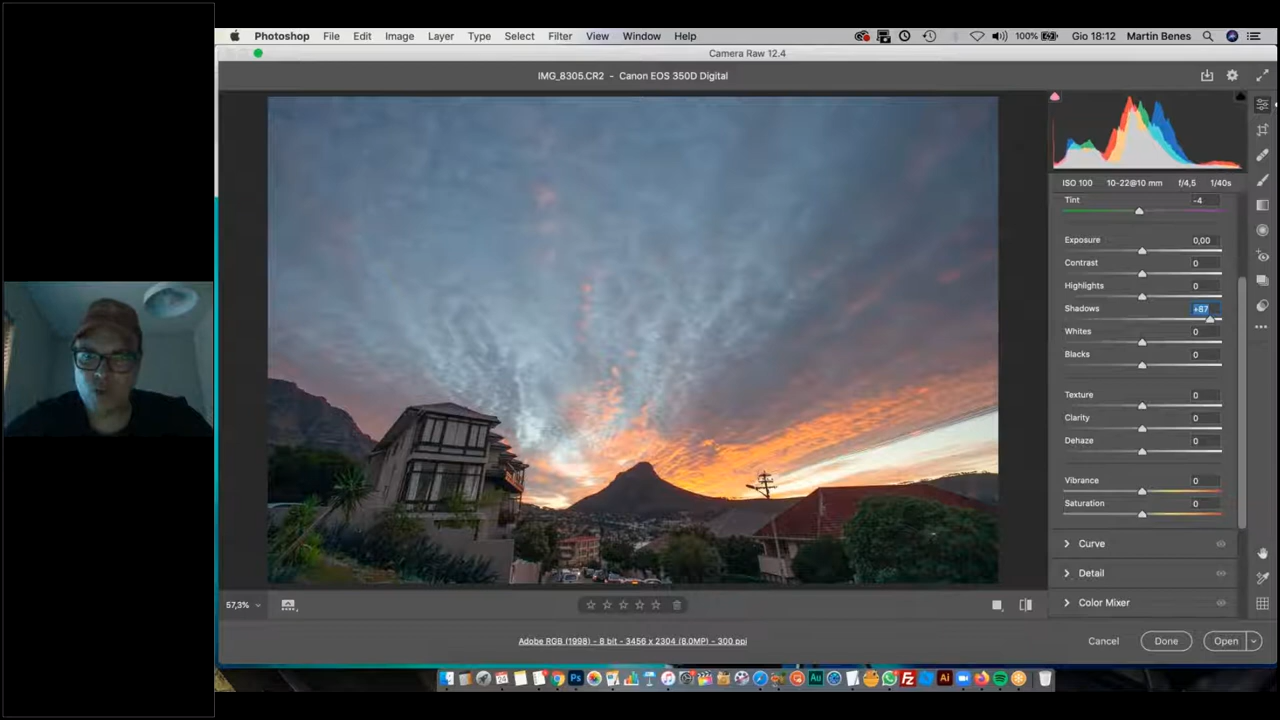 Photoshop File Edit Image Layer Type Select Filter View Window Help 100% Gio 18:12 Martin Benes
Camera Raw 12.4
IMG_8305.CR2 - Canon EOS 350D Digital
ISO 100 10-22@10 mm f/4,5 1/40s
Tint -4
Exposure 0,00
Contrast 0
Highlights 0
Shadows +87
Whites 0
Blacks 0
Texture 0
Clarity 0
Dehaze 0
Vibrance 0
Saturation 0
Curve
Detail
Color Mixer
57,3%
Adobe RGB (1998) - 8 bit - 3456 x 2304 (8.0MP) - 300 ppi
Cancel Done Open
Ps Au Fz Ai